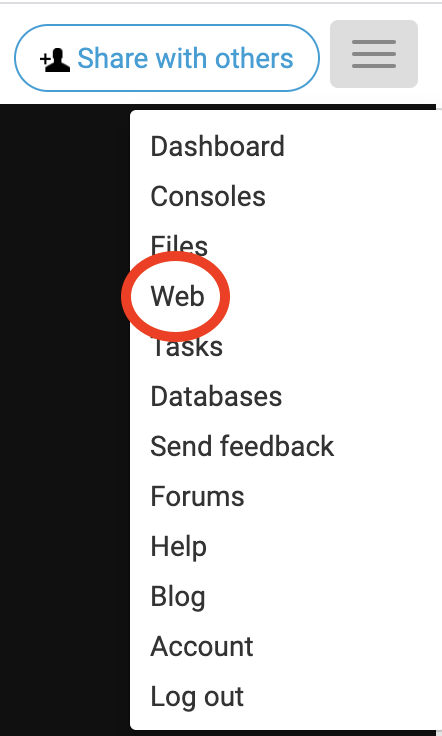 Share with others
Dashboard
Consoles
Files
Web
Tasks
Databases
Send feedback
Forums
Help
Blog
Account
Log out